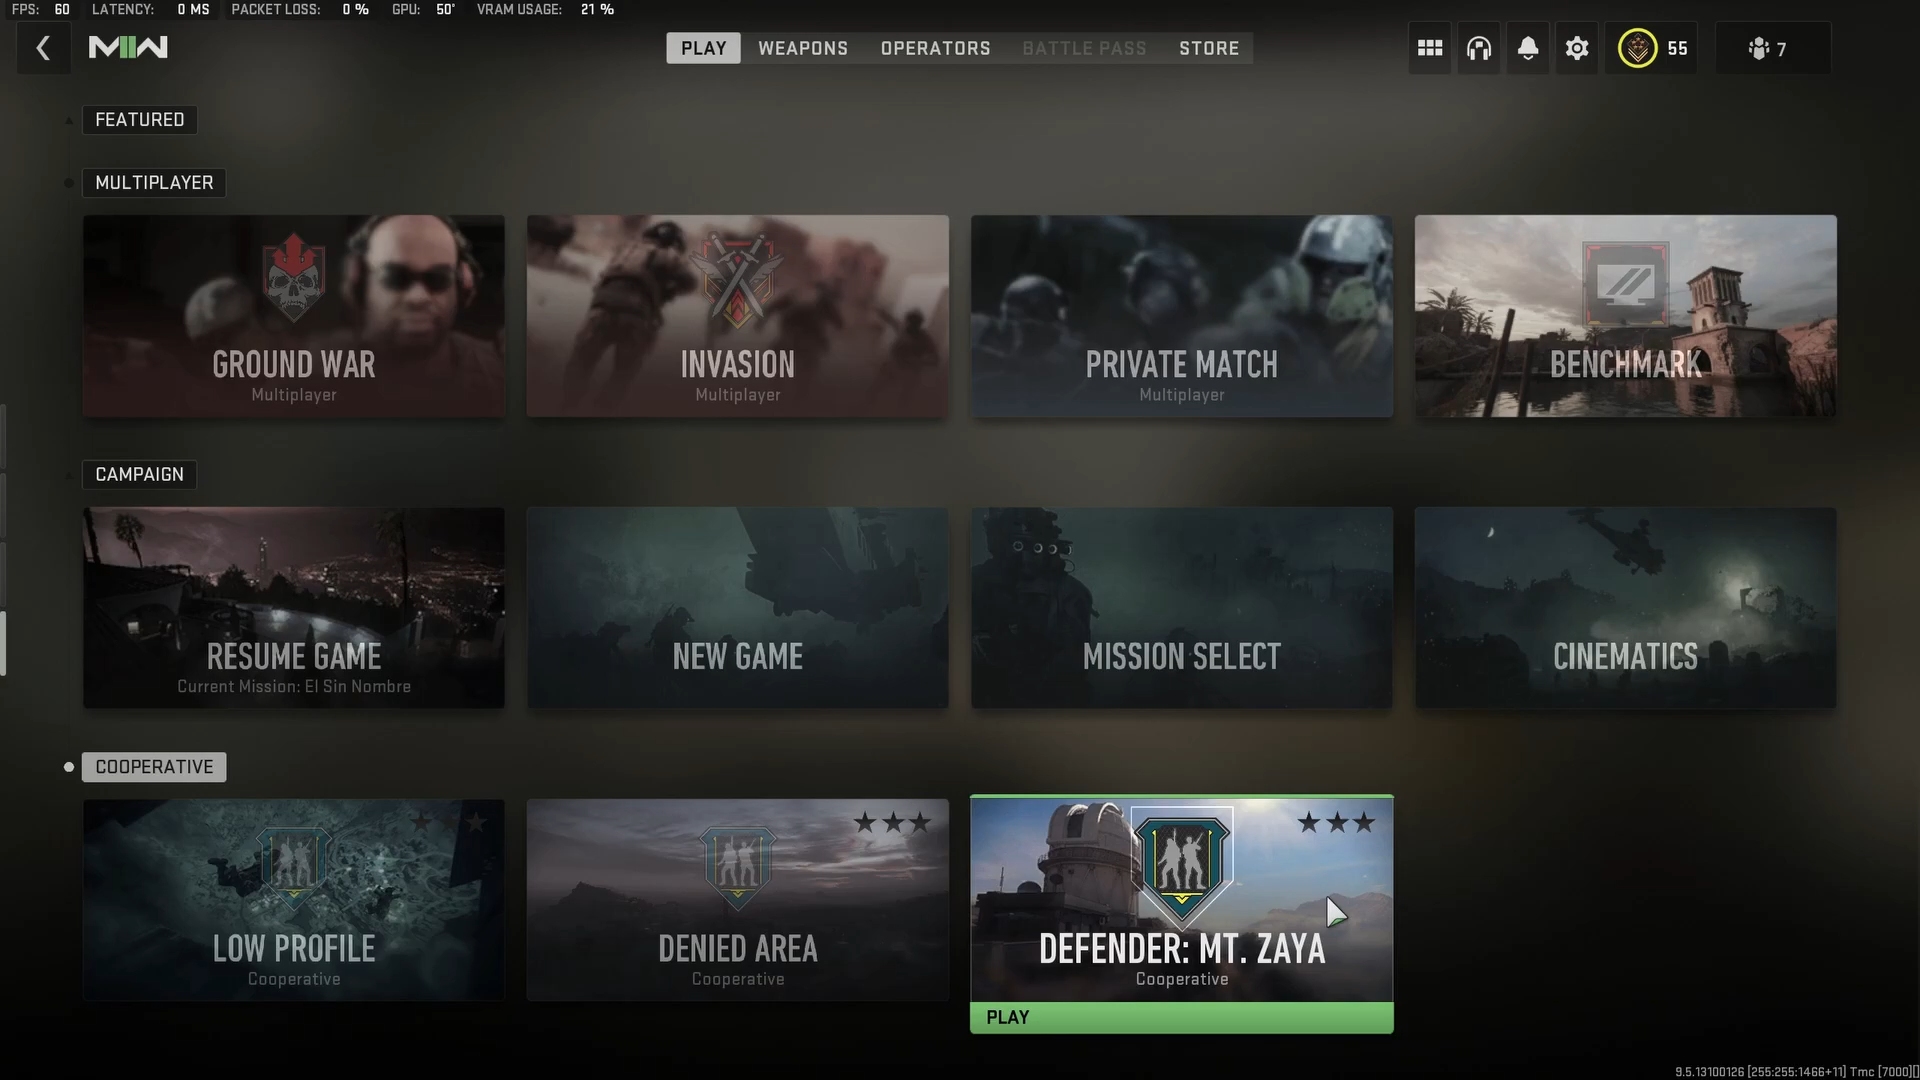 FPS: 60 LATENCY: 0 MS PACKET LOSS: 0 % GPU: 50° VRAM USAGE: 21 %
MIIW PLAY WEAPONS OPERATORS BATTLE PASS STORE 55 7
FEATURED
MULTIPLAYER
GROUND WAR
Multiplayer
INVASION
Multiplayer
PRIVATE MATCH
Multiplayer
BENCHMARK
CAMPAIGN
RESUME GAME
Current Mission: El Sin Nombre
NEW GAME
MISSION SELECT
CINEMATICS
COOPERATIVE
LOW PROFILE
Cooperative
DENIED AREA
Cooperative
DEFENDER: MT. ZAYA
Cooperative
PLAY
9.5.13100126 [255:255:1466+11] Tmc [7000][]